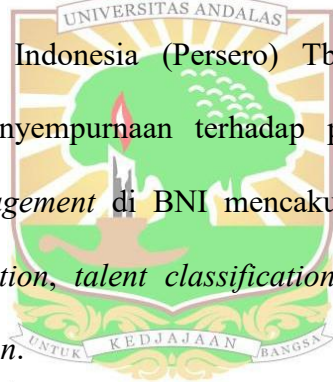 UNIVERSITAS ANDALAS
Indonesia (Persero) Tb
nyempurnaan terhadap p
gement di BNI mencaku
tion, talent classification
n.
UNTUK KEDJAJAAN BANGSA